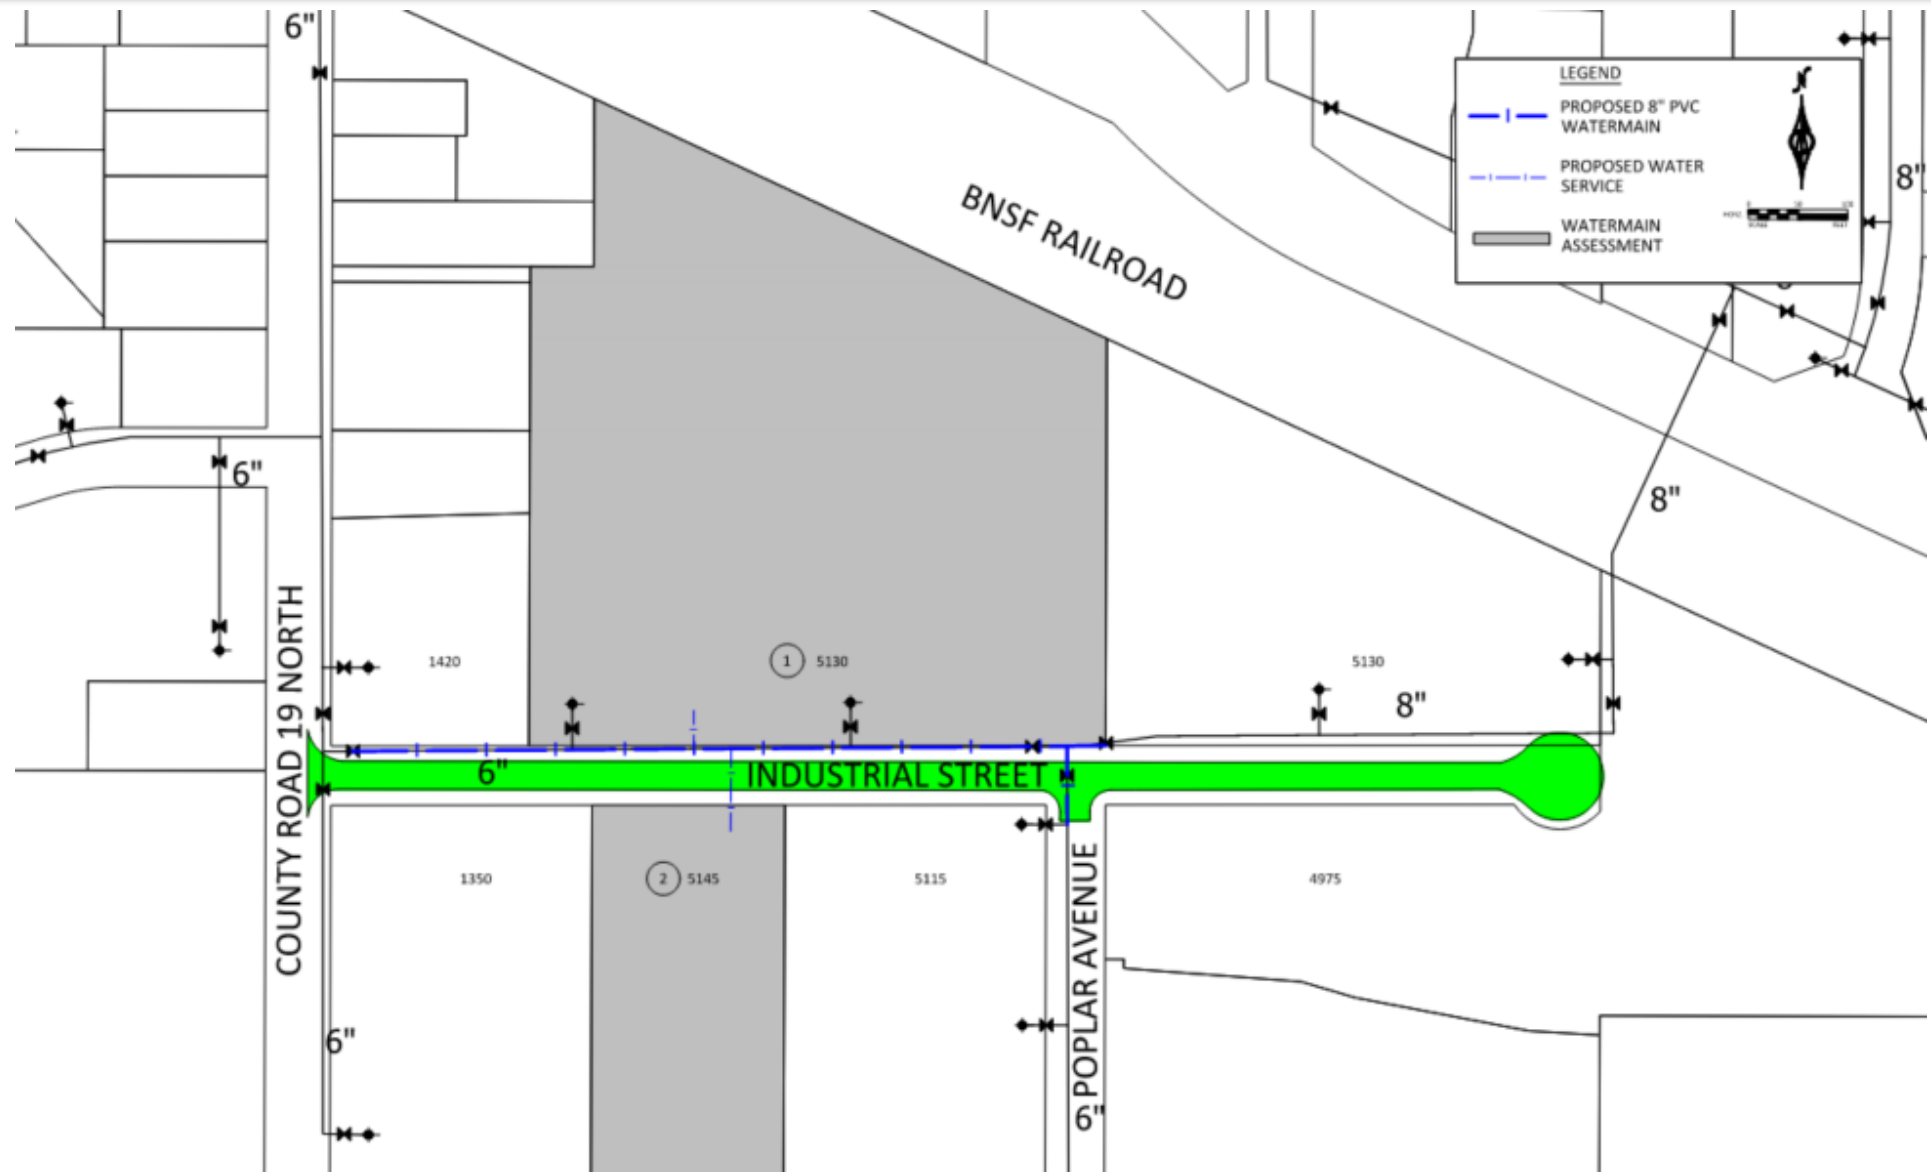 6"
LEGEND
PROPOSED 8" PVC
WATERMAIN
PROPOSED WATER
SERVICE
WATERMAIN
ASSESSMENT
N
8"
BNSF RAILROAD
6"
8"
COUNTY ROAD 19 NORTH
1420
1 5130
5130
8"
6"
INDUSTRIAL STREET
1350
2 5145
5115
4975
POPLAR AVENUE
6"
6"